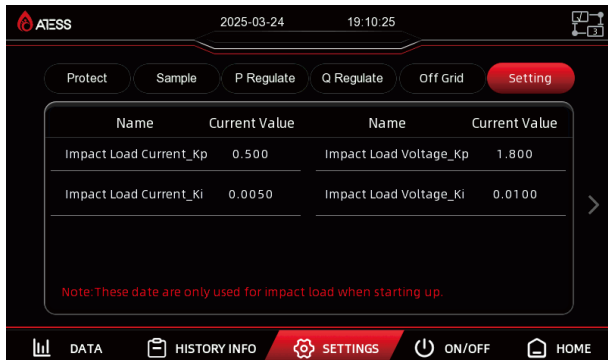 ATESS 2025-03-24 19:10:25 3
Protect Sample P Regulate Q Regulate Off Grid Setting
Name Current Value Name Current Value
Impact Load Current_Kp 0.500 Impact Load Voltage_Kp 1.800
Impact Load Current_Ki 0.0050 Impact Load Voltage_Ki 0.0100
Note:These date are only used for impact load when starting up.
DATA HISTORY INFO SETTINGS ON/OFF HOME